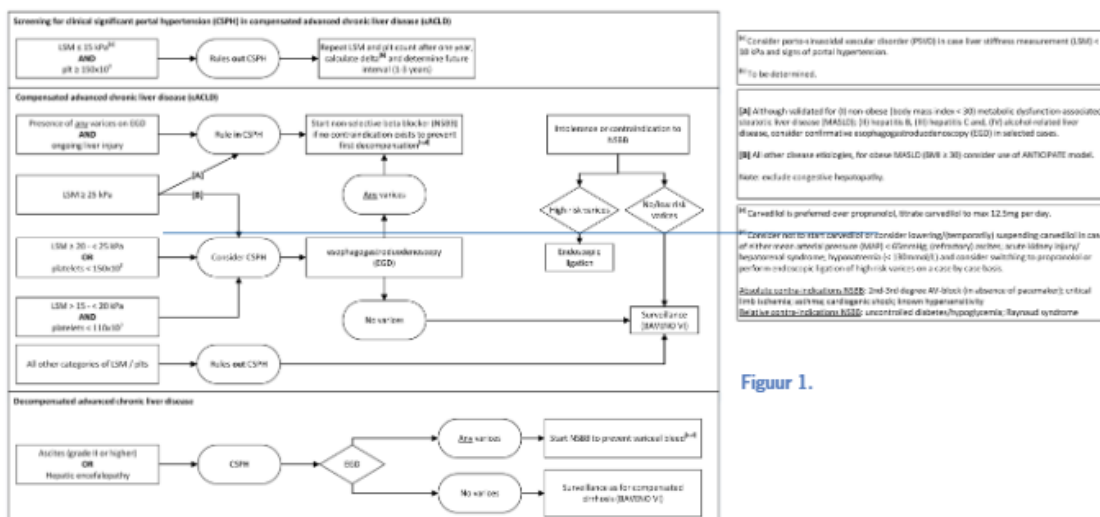 Screening for clinical significant portal hypertension (CSPH) in compensated advanced chronic liver disease (cACLD)
LSM ≤ 15 kPa
AND
plt ≥ 150x10
Rules out CSPH
Repeat LSM and plt count after one year,
calculate delta and determine future
interval (1-3 years)
Compensated advanced chronic liver disease (cACLD)
Presence of any varices on EGD
AND
ongoing liver injury
Rule in CSPH
Start non-selective beta blocker (NSBB)
if no contraindication exists to prevent
first decompensation
Intolerance or contraindication to
NSBB
LSM ≥ 25 kPa
[A]
[B]
Any varices
High risk varices
No/low risk
varices
LSM ≥ 20 - < 25 kPa
OR
platelets < 150x10
Consider CSPH
esophagogastroduodenoscopy
(EGD)
Endoscopic
ligation
LSM > 15 - < 20 kPa
AND
platelets < 110x10
No varices
Surveillance
(BAVENO VI)
All other categories of LSM / plts
Rules out CSPH
Decompensated advanced chronic liver disease
Ascites (grade II or higher)
OR
Hepatic encefalopathy
CSPH
EGD
Any varices
Start NSBB to prevent variceal bleed
No varices
Surveillance as for compensated
cirrhosis (BAVENO VI)
Consider porto-sinusoidal vascular disorder (PSVD) in case liver stiffness measurement (LSM) <
10 kPa and signs of portal hypertension.
To be determined.
[A] Although validated for (I) non-obese (body mass index < 30) metabolic dysfunction-associated
steatotic liver disease (MASLD); (II) hepatitis B, (III) hepatitis C and, (IV) alcohol-related liver
disease, consider confirmative esophagogastroduodenoscopy (EGD) in selected cases.
[B] All other disease etiologies, for obese MASLD (BMI ≥ 30) consider use of ANTICIPATE model.
Note: exclude congestive hepatopathy.
Carvedilol is preferred over propranolol, titrate carvedilol to max 12.5mg per day.
Consider not to start carvedilol or consider lowering/(temporarily) suspending carvedilol in case
of either mean arterial pressure (MAP) < 65mmHg, (refractory) ascites, acute kidney injury/
hepatorenal syndrome, hyponatremia (< 130mmol/l) and consider switching to propranolol or
perform endoscopic ligation of high-risk varices on a case by case basis.
Absolute contra-indications NSBB: 2nd-3rd degree AV-block (in absence of pacemaker); critical
limb ischemia; asthma; cardiogenic shock; known hypersensitivity
Relative contra-indications NSBB: uncontrolled diabetes/hypoglycemia; Raynaud syndrome
Figuur 1.